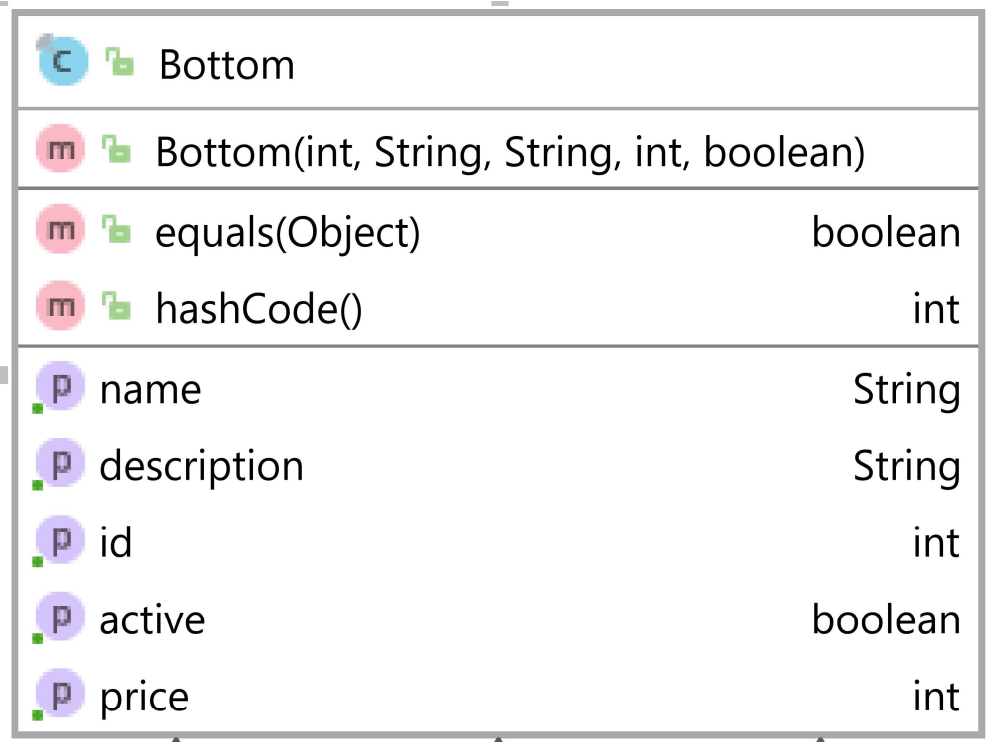 C Bottom
m Bottom(int, String, String, int, boolean)
m equals(Object) boolean
m hashCode() int
p name String
p description String
p id int
p active boolean
p price int